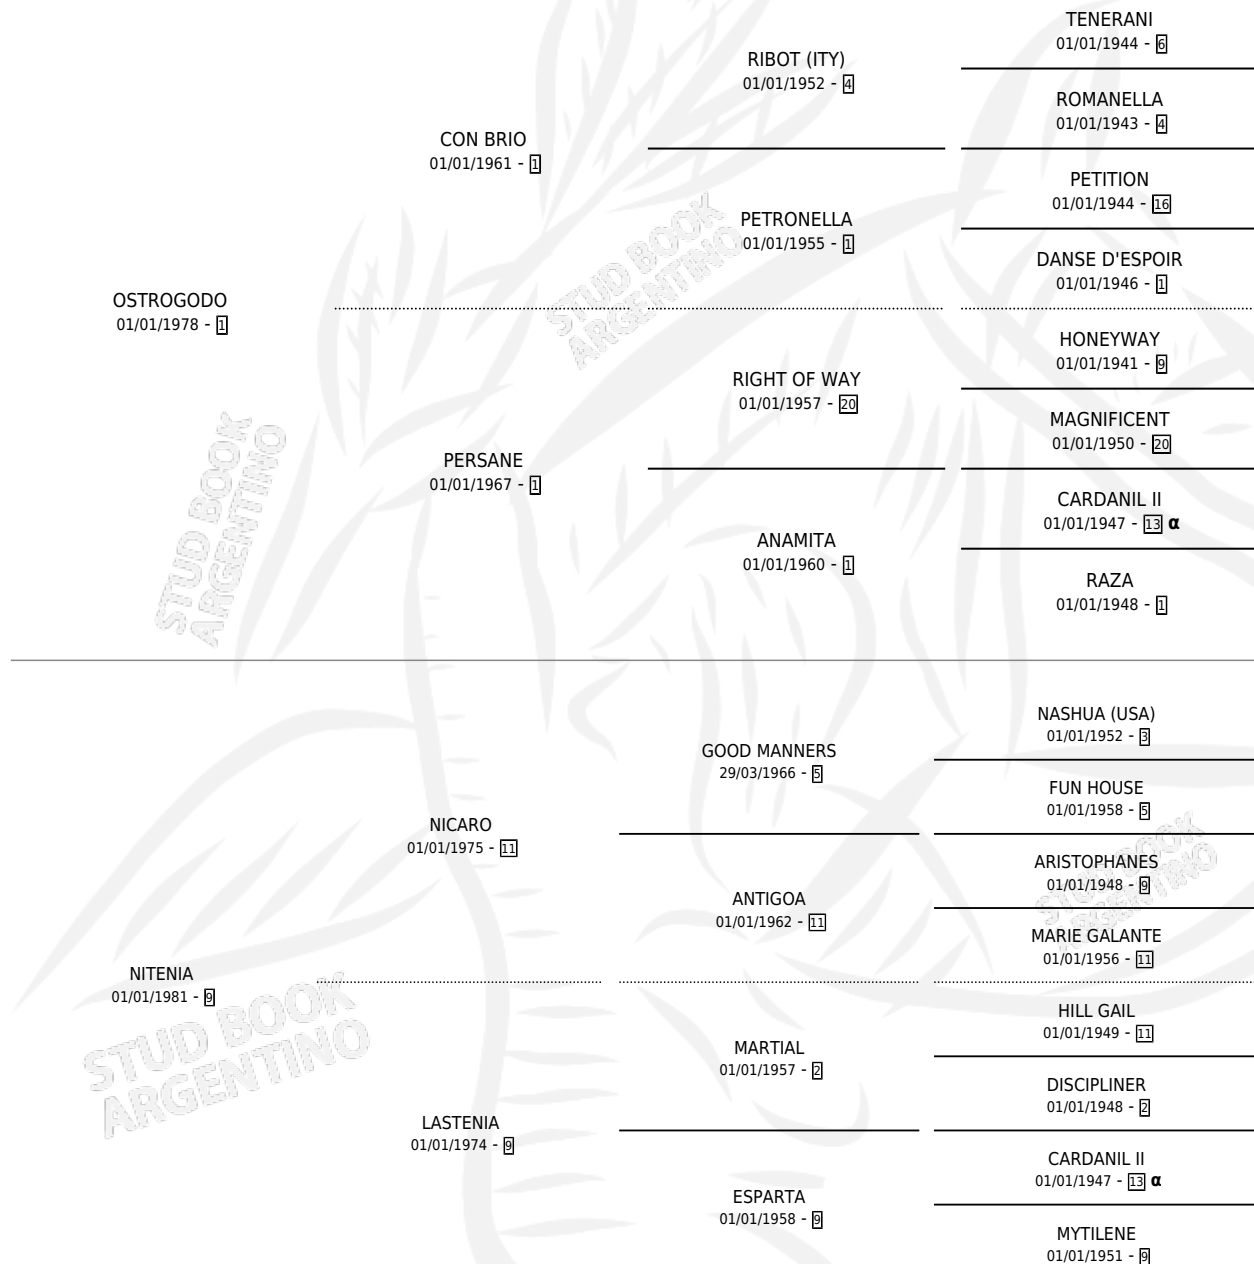 TENERANI
01/01/1944 - 6
RIBOT (ITY)
01/01/1952 - 4
ROMANELLA
01/01/1943 - 4
CON BRIO
01/01/1961 - 1
PETITION
01/01/1944 - 16
PETRONELLA
01/01/1955 - 1
DANSE D'ESPOIR
01/01/1946 - 1
OSTROGODO
01/01/1978 - 1
HONEYWAY
01/01/1941 - 9
RIGHT OF WAY
01/01/1957 - 20
MAGNIFICENT
01/01/1950 - 20
PERSANE
01/01/1967 - 1
CARDANIL II
01/01/1947 - 13 α
ANAMITA
01/01/1960 - 1
RAZA
01/01/1948 - 1
NASHUA (USA)
01/01/1952 - 3
GOOD MANNERS
29/03/1966 - 5
FUN HOUSE
01/01/1958 - 5
NICARO
01/01/1975 - 11
ARISTOPHANES
01/01/1948 - 9
ANTIGOA
01/01/1962 - 11
MARIE GALANTE
01/01/1956 - 11
NITENIA
01/01/1981 - 9
HILL GAIL
01/01/1949 - 11
MARTIAL
01/01/1957 - 2
DISCIPLINER
01/01/1948 - 2
LASTENIA
01/01/1974 - 9
CARDANIL II
01/01/1947 - 13 α
ESPARTA
01/01/1958 - 9
MYTILENE
01/01/1951 - 9
STUD BOOK
ARGENTINO
STUD BOOK
ARGENTINO
STUD BOOK
ARGENTINO
STUD BOOK
ARGENTINO